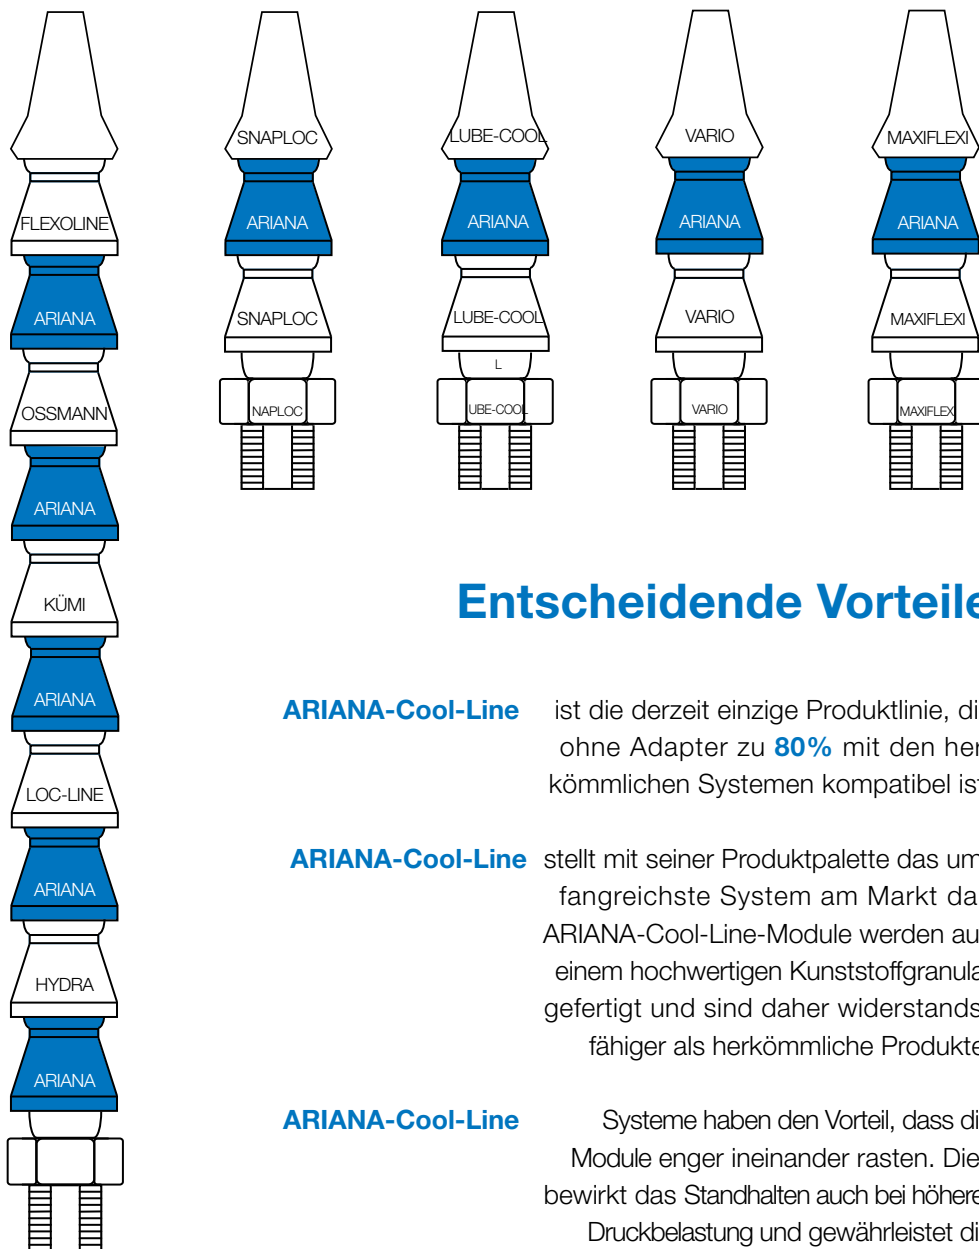 FLEXOLINE
ARIANA
OSSMANN
ARIANA
KÜMI
ARIANA
LOC-LINE
ARIANA
HYDRA
ARIANA
SNAPLOC
ARIANA
SNAPLOC
NAPLOC
LUBE-COOL
ARIANA
LUBE-COOL
L
UBE-COOL
VARIO
ARIANA
VARIO
VARIO
MAXIFLEXI
ARIANA
MAXIFLEXI
MAXIFLEX
Entscheidende Vorteile
ARIANA-Cool-Line ist die derzeit einzige Produktlinie, di
ohne Adapter zu 80% mit den her
kömmlichen Systemen kompatibel ist
ARIANA-Cool-Line stellt mit seiner Produktpalette das um
fangreichste System am Markt da
ARIANA-Cool-Line-Module werden au
einem hochwertigen Kunststoffgranula
gefertigt und sind daher widerstands
fähiger als herkömmliche Produkte
ARIANA-Cool-Line Systeme haben den Vorteil, dass di
Module enger ineinander rasten. Die
bewirkt das Standhalten auch bei höhere
Druckbelastung und gewährleistet di